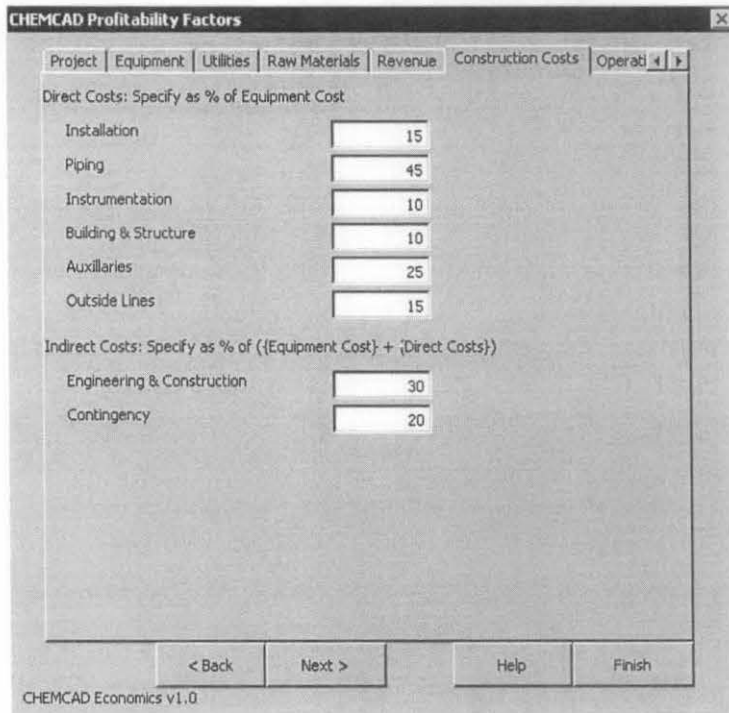 CHEMCAD Profitability Factors
Project Equipment Utilities Raw Materials Revenue Construction Costs Operati
Direct Costs: Specify as % of Equipment Cost
Installation 15
Piping 45
Instrumentation 10
Building & Structure 10
Auxillaries 25
Outside Lines 15
Indirect Costs: Specify as % of ({Equipment Cost} + {Direct Costs})
Engineering & Construction 30
Contingency 20
< Back Next > Help Finish
CHEMCAD Economics v1.0